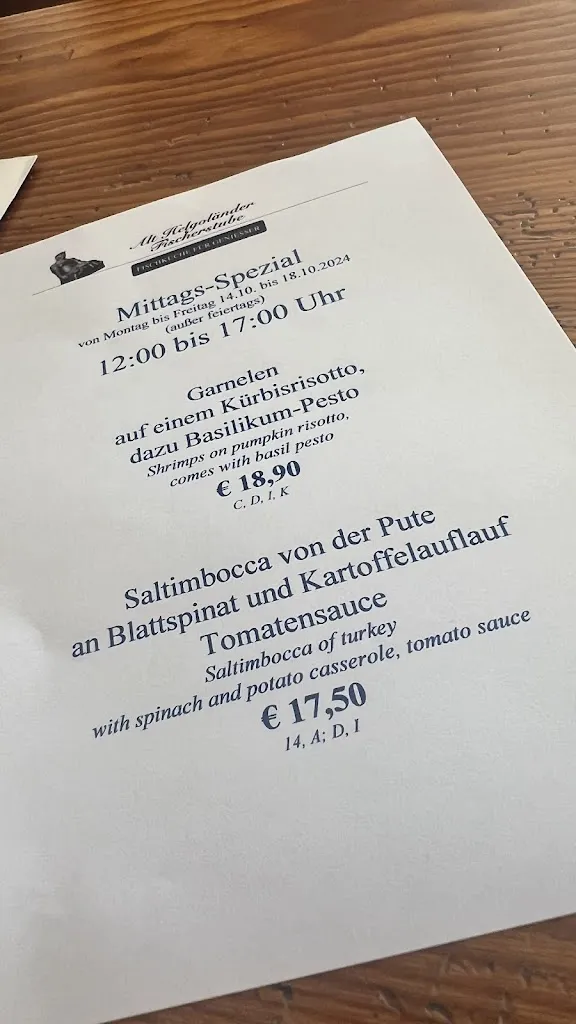 Alt Helgoländer
Fischerstube
FISCHKÜCHE FÜR GENIESSER
Mittags-Spezial
von Montag bis Freitag 14.10. bis 18.10.2024
(außer feiertags)
12:00 bis 17:00 Uhr
Garnelen
auf einem Kürbisrisotto,
dazu Basilikum-Pesto
Shrimps on pumpkin risotto,
comes with basil pesto
€ 18,90
C, D, I, K
Saltimbocca von der Pute
an Blattspinat und Kartoffelauflauf
Tomatensauce
Saltimbocca of turkey
with spinach and potato casserole, tomato sauce
€ 17,50
14, A; D, I